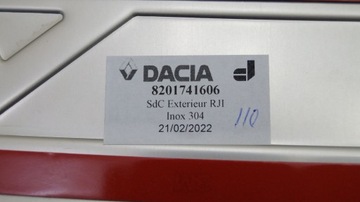 DACIA
8201741606
SdC Exterieur RJI
Inox 304
21/02/2022
110